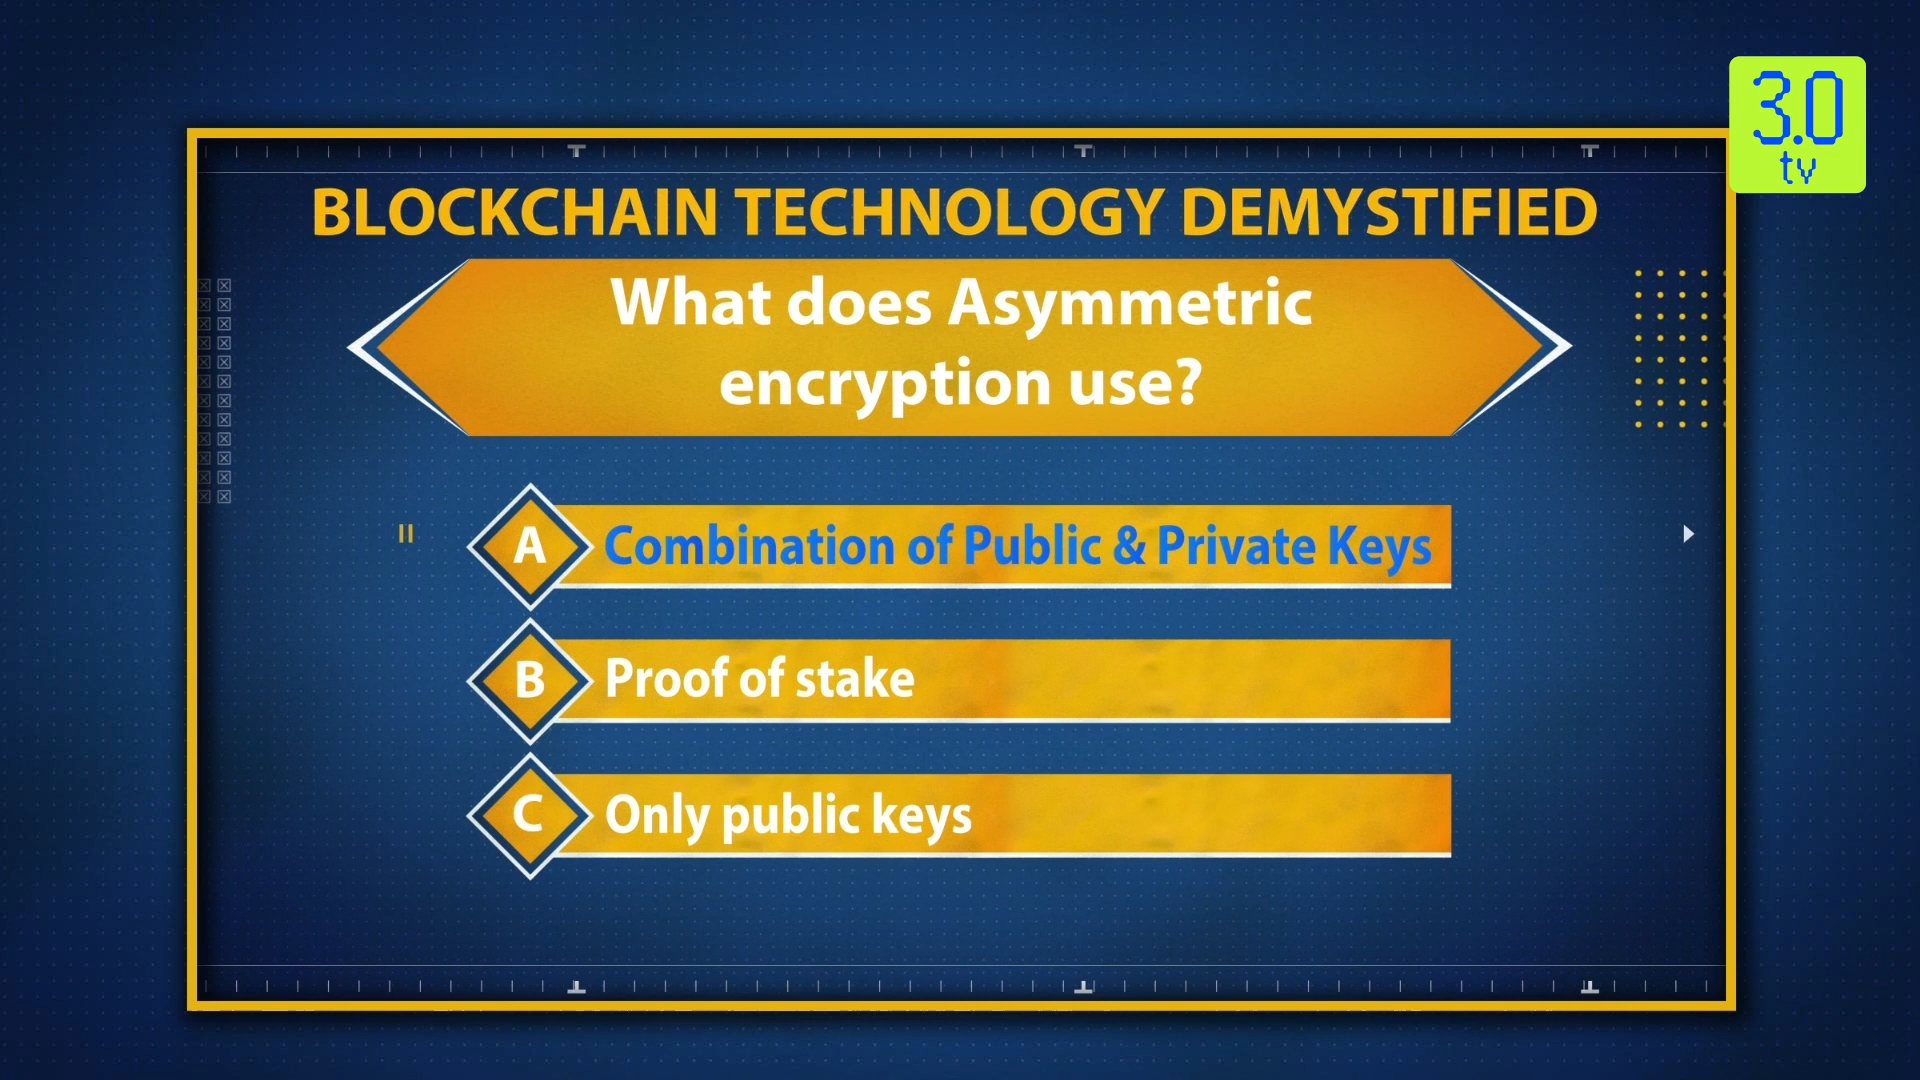 3.0
tv
BLOCKCHAIN TECHNOLOGY DEMYSTIFIED
What does Asymmetric
encryption use?
A Combination of Public & Private Keys
B Proof of stake
C Only public keys